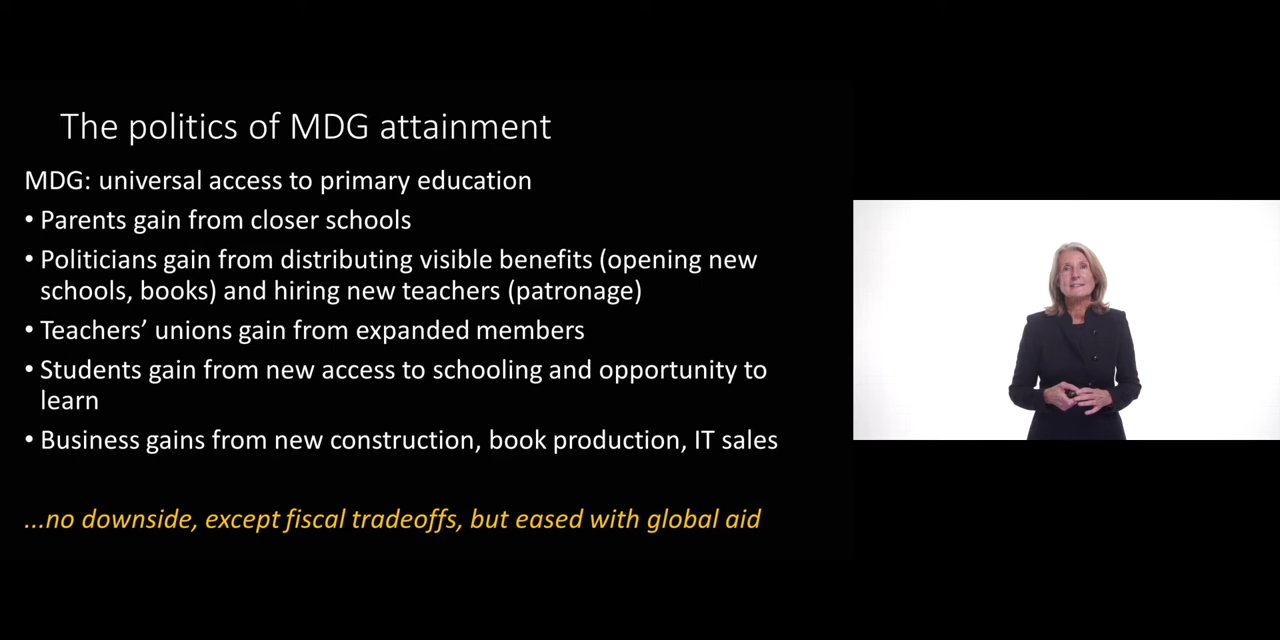 The politics of MDG attainment
MDG: universal access to primary education
• Parents gain from closer schools
• Politicians gain from distributing visible benefits (opening new
schools, books) and hiring new teachers (patronage)
• Teachers’ unions gain from expanded members
• Students gain from new access to schooling and opportunity to
learn
• Business gains from new construction, book production, IT sales
...no downside, except fiscal tradeoffs, but eased with global aid